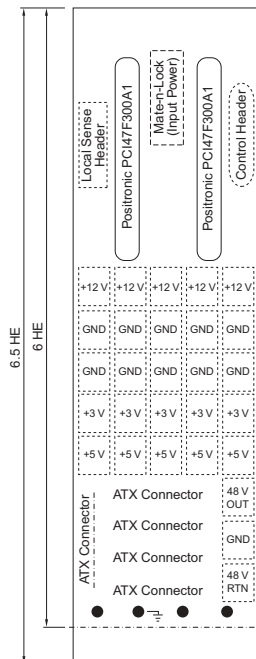 6.5 HE
6 HE
Local Sense
Header
Positronic PCI47F300A1
Mate-n-Lock
(Input Power)
Positronic PCI47F300A1
Control Header
+12 V +12 V +12 V +12 V +12 V
GND GND GND GND GND
GND GND GND GND GND
+3 V +3 V +3 V +3 V +3 V
+5 V +5 V +5 V +5 V +5 V
ATX Connector
ATX Connector
ATX Connector
ATX Connector
ATX Connector
48 V
OUT
GND
48 V
RTN